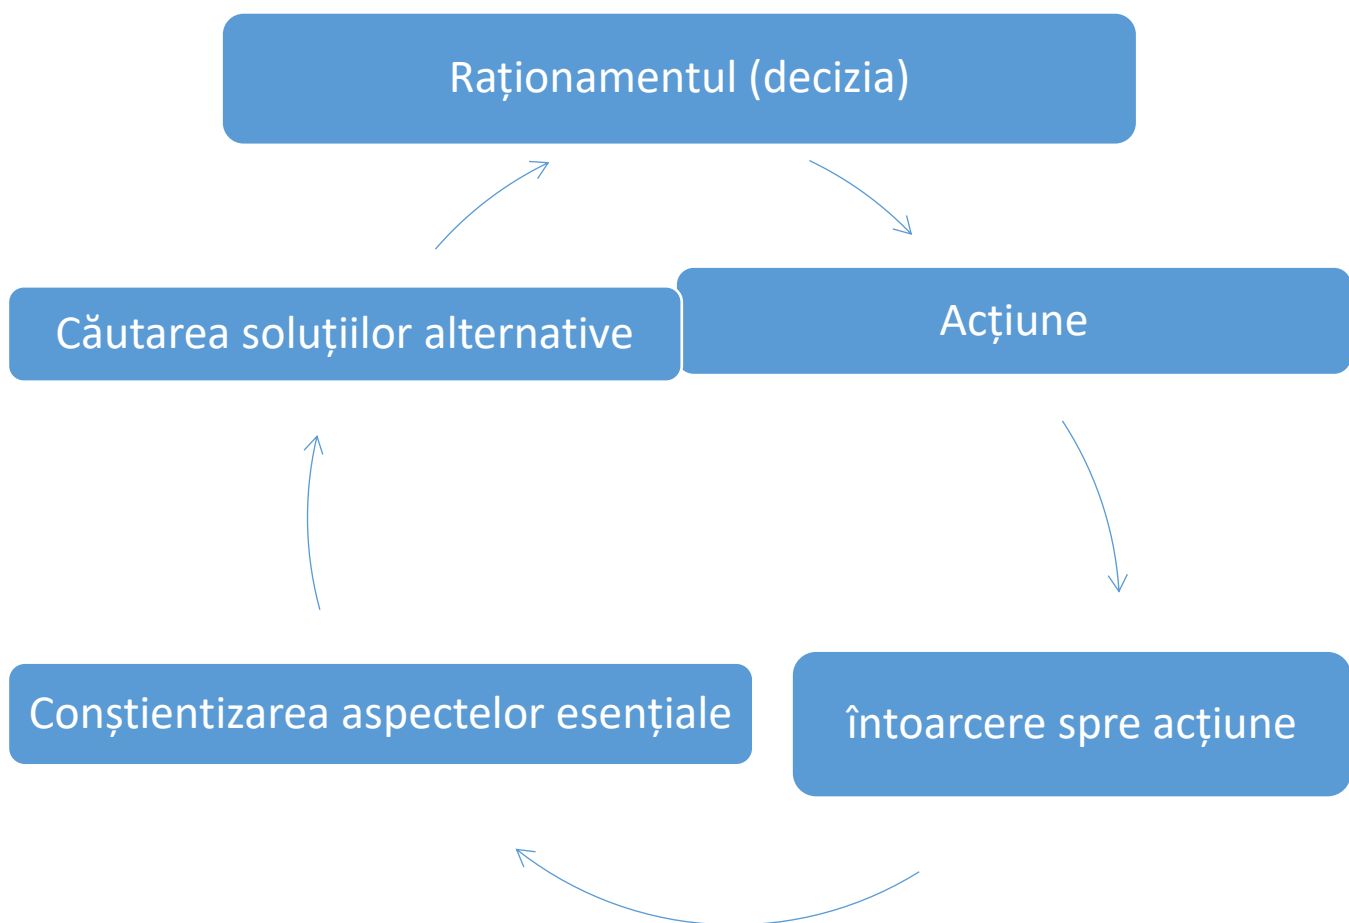 Raționamentul (decizia)
Căutarea soluțiilor alternative
Acțiune
Conștientizarea aspectelor esențiale
întoarcere spre acțiune